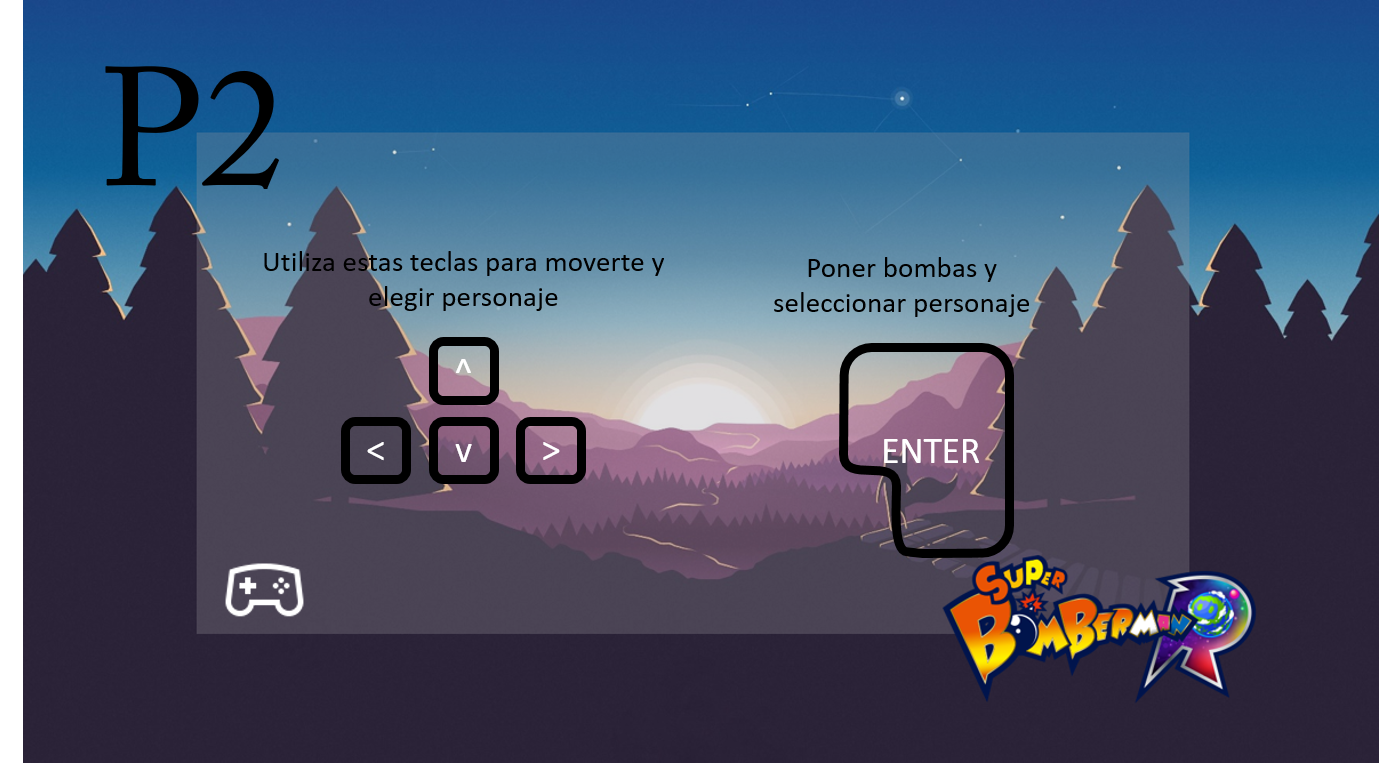 P2
Utiliza estas teclas para moverte y
elegir personaje
Poner bombas y
seleccionar personaje
^
< v >
ENTER
SUPER
BOMBERMAN R